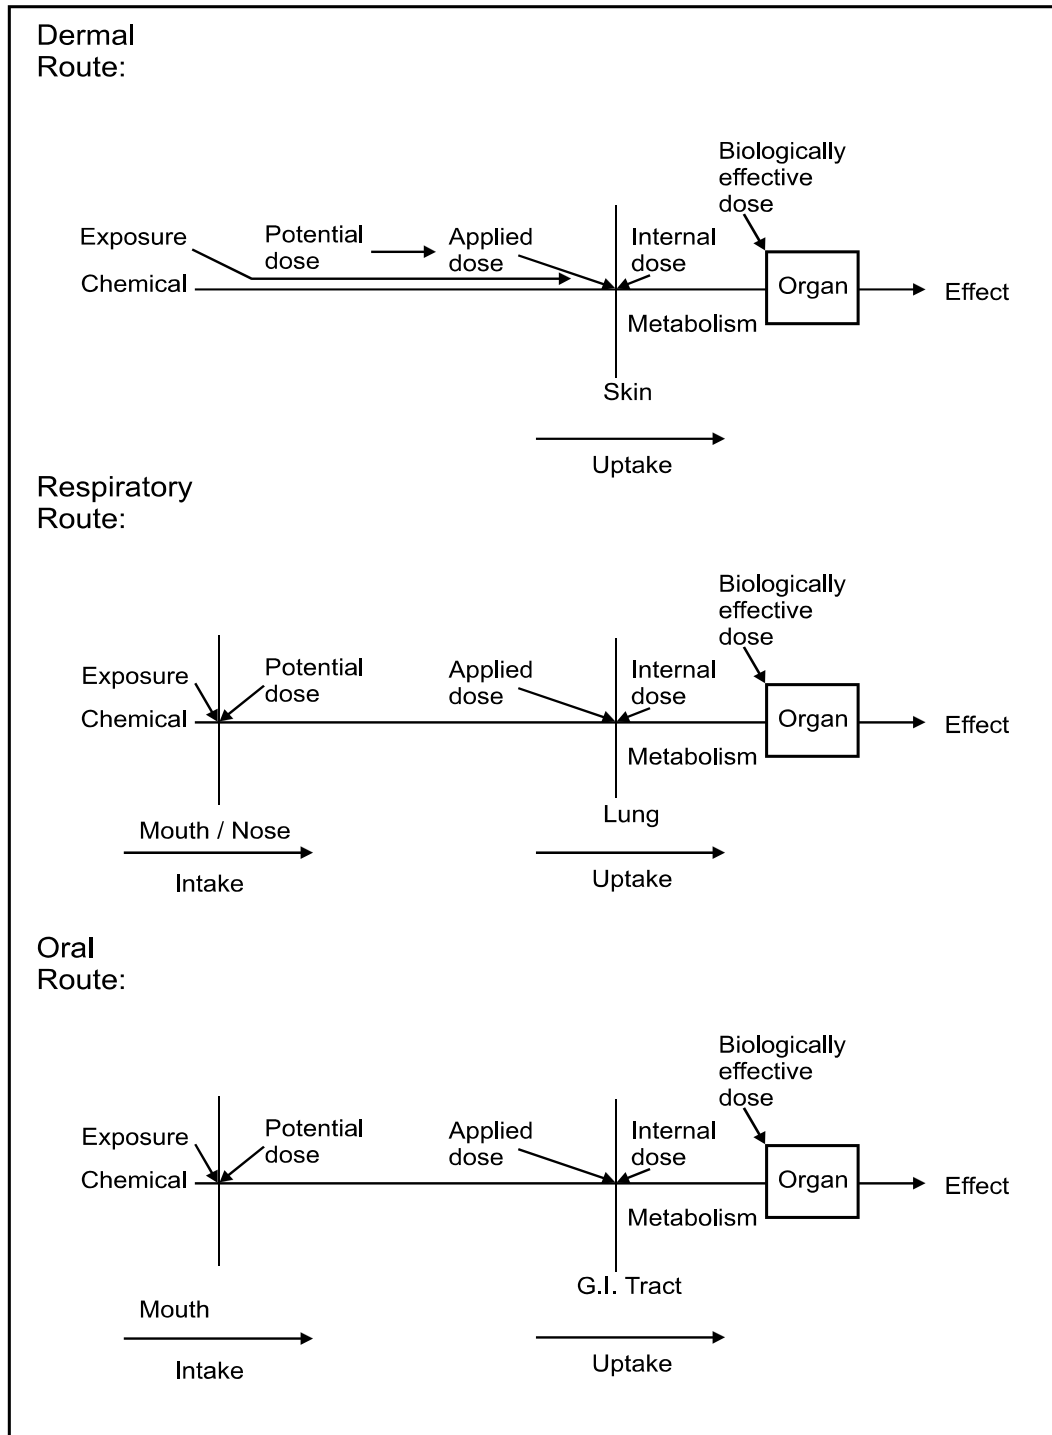 Dermal
Route:
Biologically
effective
dose
Exposure
Potential
dose
Applied
dose
Internal
dose
Chemical
Organ
Effect
Metabolism
Skin
Uptake
Respiratory
Route:
Biologically
effective
dose
Exposure
Potential
dose
Applied
dose
Internal
dose
Chemical
Organ
Effect
Metabolism
Lung
Mouth / Nose
Intake
Uptake
Oral
Route:
Biologically
effective
dose
Exposure
Potential
dose
Applied
dose
Internal
dose
Chemical
Organ
Effect
Metabolism
G.I. Tract
Mouth
Intake
Uptake